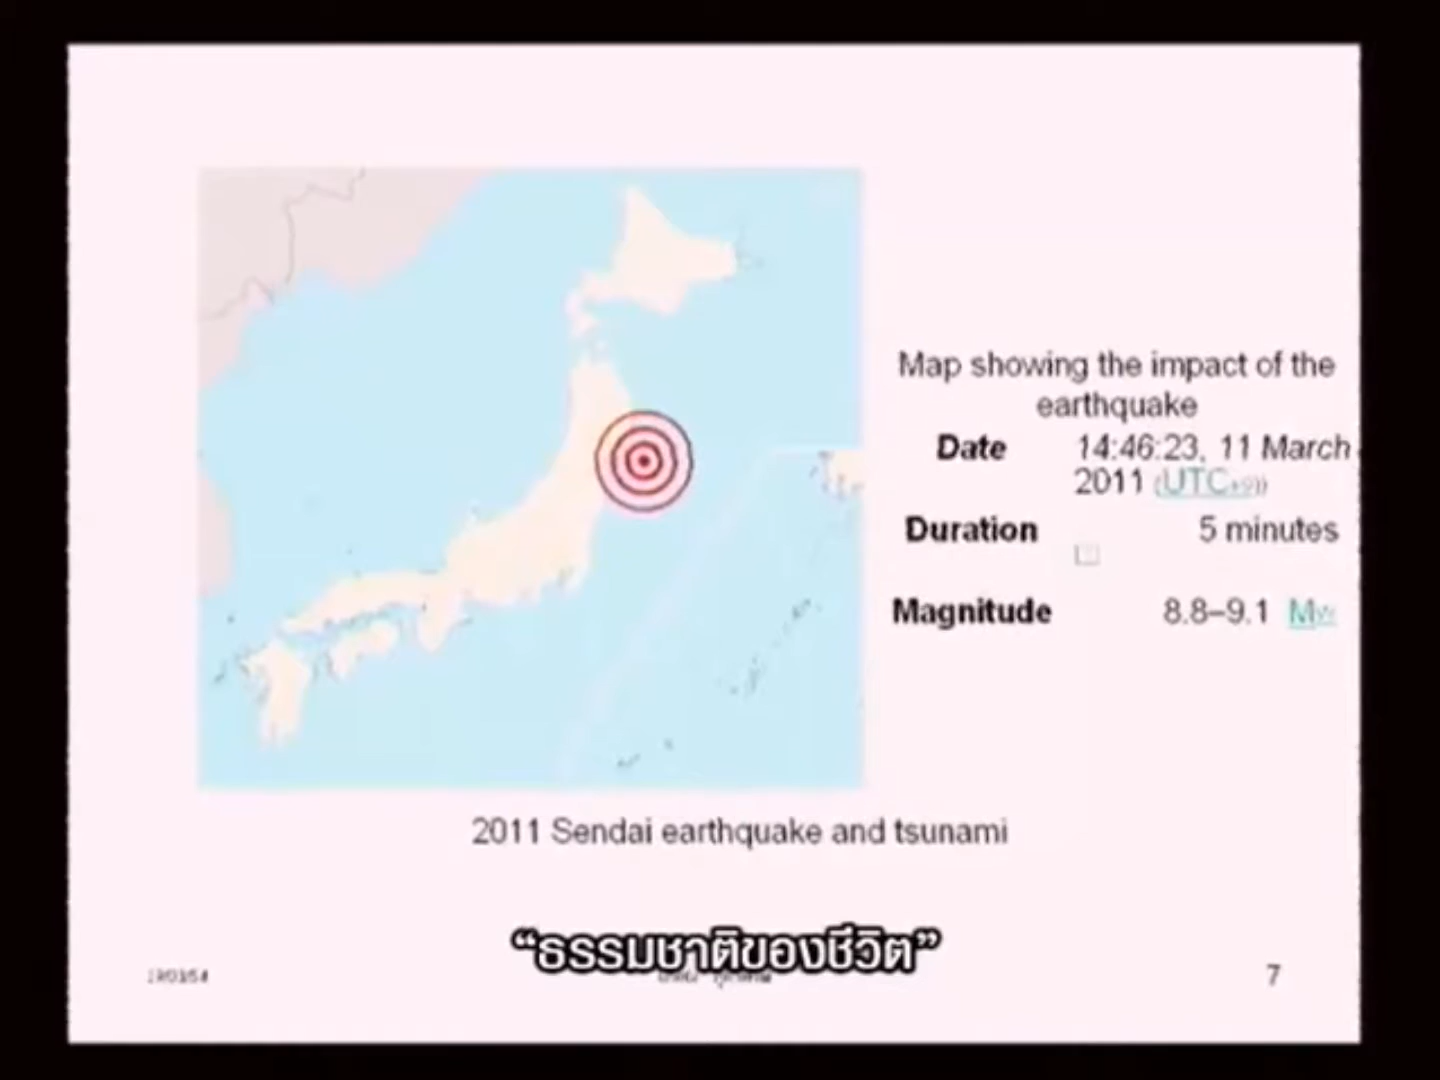 Map showing the impact of the
earthquake
Date 14:46:23, 11 March
2011 (UTC+9))
Duration 5 minutes
Magnitude 8.8–9.1 Mw
2011 Sendai earthquake and tsunami
“ธรรมชาติของชีวิต”
7